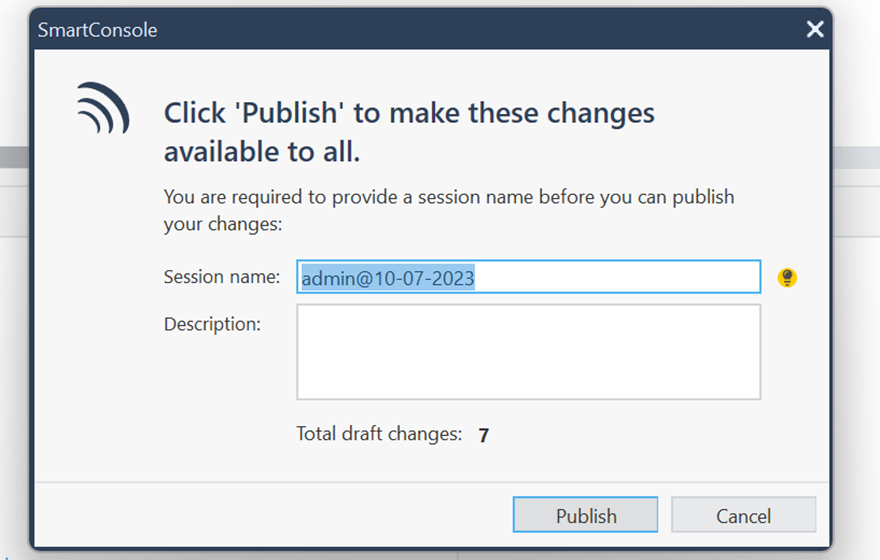 SmartConsole
Click 'Publish' to make these changes
available to all.
You are required to provide a session name before you can publish
your changes:
Session name: admin@10-07-2023
Description:
Total draft changes: 7
Publish Cancel